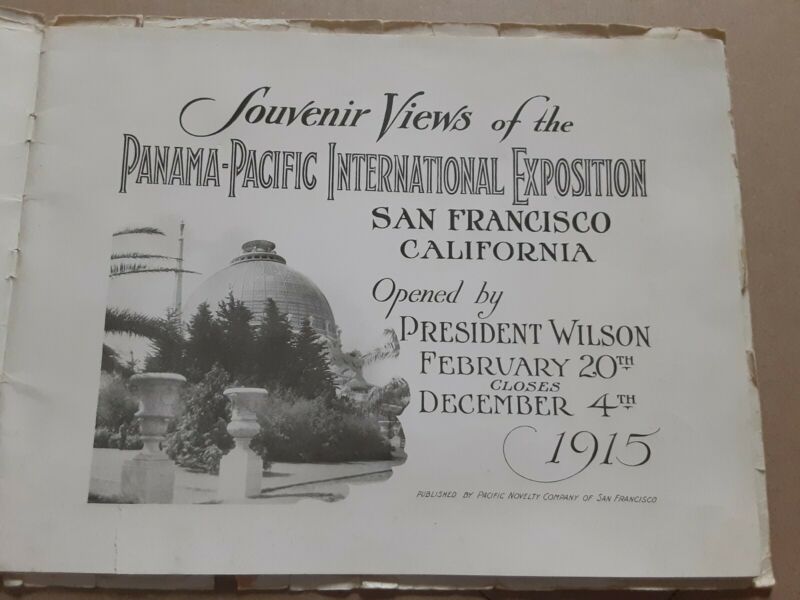 Souvenir Views of the
PANAMA-PACIFIC INTERNATIONAL EXPOSITION
SAN FRANCISCO
CALIFORNIA
Opened by
PRESIDENT WILSON
FEBRUARY 20TH
CLOSES
DECEMBER 4TH
1915
PUBLISHED BY PACIFIC NOVELTY COMPANY OF SAN FRANCISCO